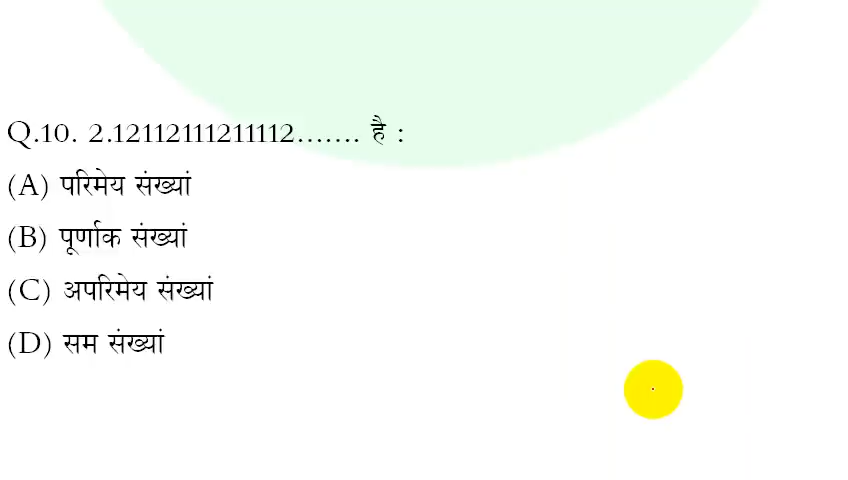 Q.10. 2.12112111211112....... है :
(A) परिमेय संख्यां
(B) पूर्णाक संख्यां
(C) अपरिमेय संख्यां
(D) सम संख्यां